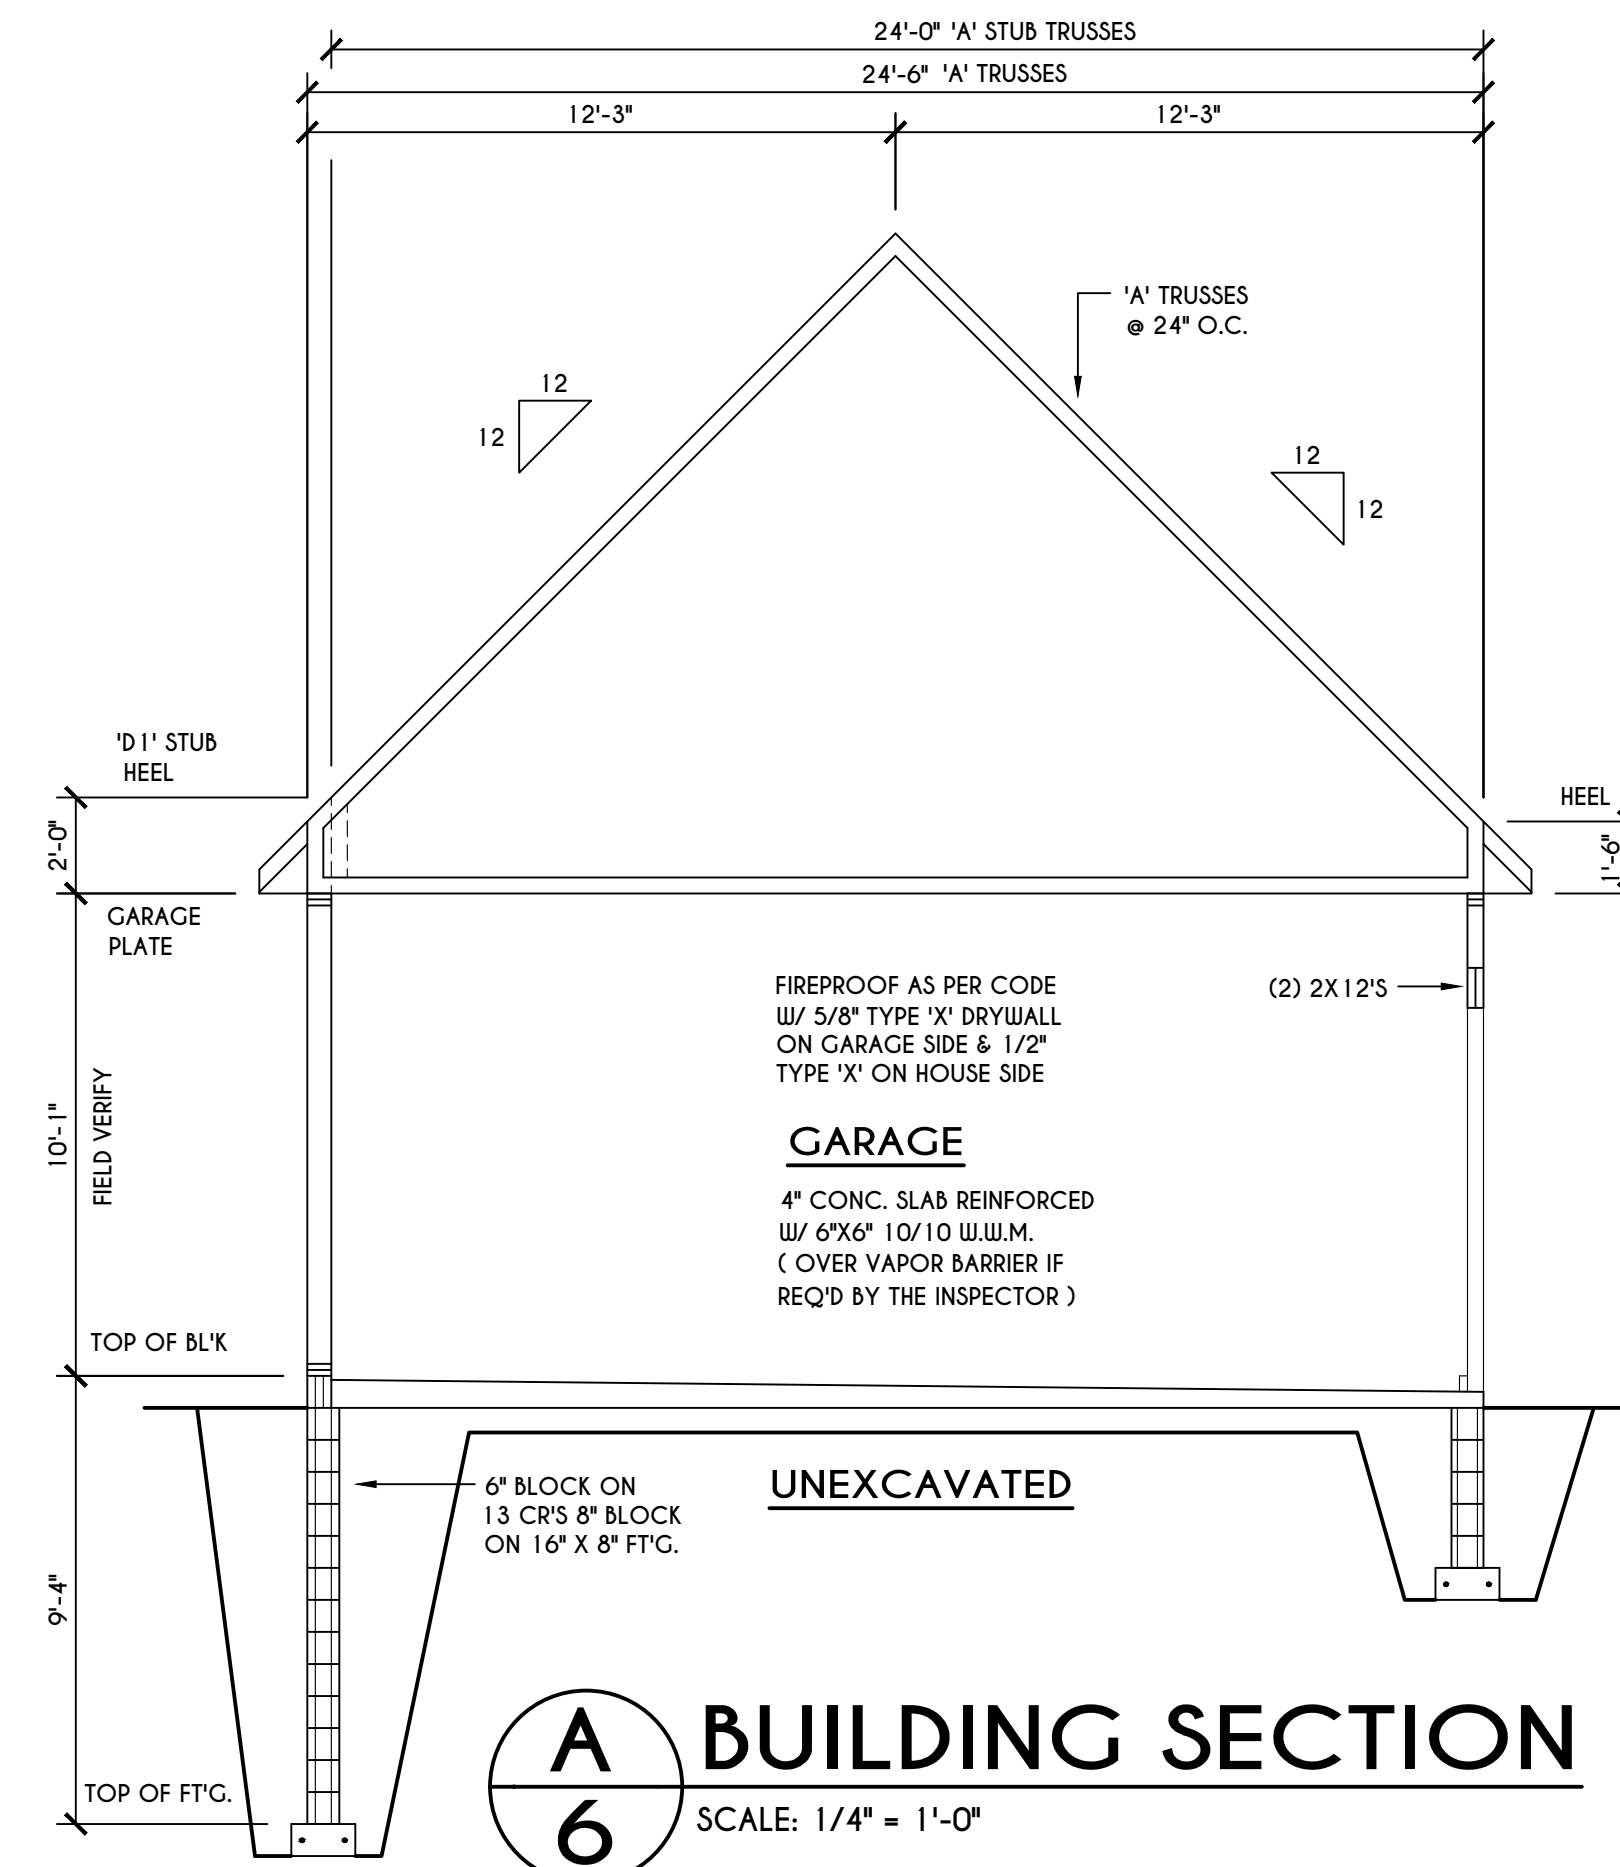 24'-0" 'A' STUB TRUSSES
24'-6" 'A' TRUSSES
12'-3"
12'-3"
'A' TRUSSES
@ 24" O.C.
12
12
12
12
'D1' STUB
HEEL
HEEL
2'-0"
1'-6"
GARAGE
PLATE
FIREPROOF AS PER CODE
W/ 5/8" TYPE 'X' DRYWALL
ON GARAGE SIDE & 1/2"
TYPE 'X' ON HOUSE SIDE
(2) 2X12'S
10'-1"
FIELD VERIFY
GARAGE
4" CONC. SLAB REINFORCED
W/ 6"X6" 10/10 W.W.M.
( OVER VAPOR BARRIER IF
REQ'D BY THE INSPECTOR )
TOP OF BL'K
UNEXCAVATED
6" BLOCK ON
13 CR'S 8" BLOCK
ON 16" X 8" FT'G.
9'-4"
TOP OF FT'G.
A
6
BUILDING SECTION
SCALE: 1/4" = 1'-0"